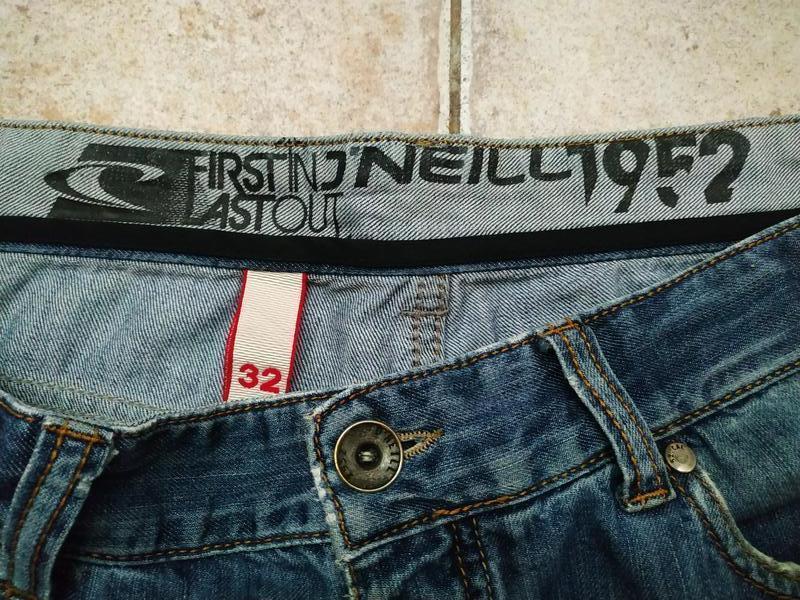 FIRST IN
LAST OUT
O'NEILL 1952
32